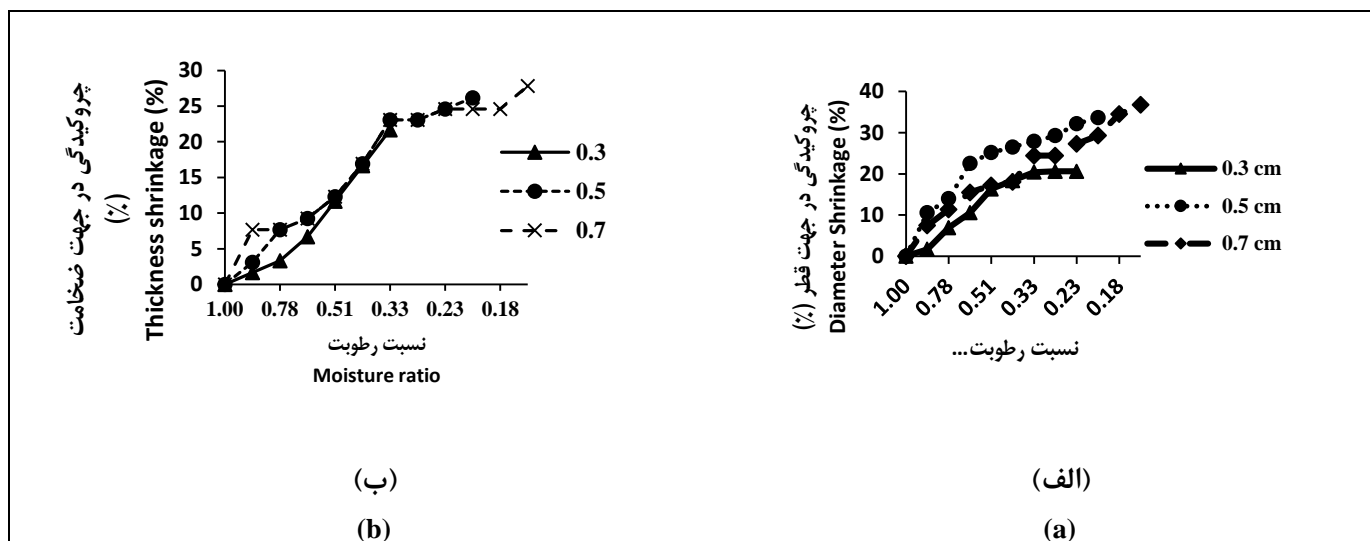 چروکیدگی در جهت ضخامت
(%)
Thickness shrinkage (%)
30
25
20
15
10
5
0
1.00 0.78 0.51 0.33 0.23 0.18
نسبت رطوبت
Moisture ratio
0.3
0.5
0.7
(ب)
(b)
چروکیدگی در جهت قطر (%)
Diameter Shrinkage (%)
40
30
20
10
0
1.00 0.78 0.51 0.33 0.23 0.18
نسبت رطوبت...
0.3 cm
0.5 cm
0.7 cm
(الف)
(a)